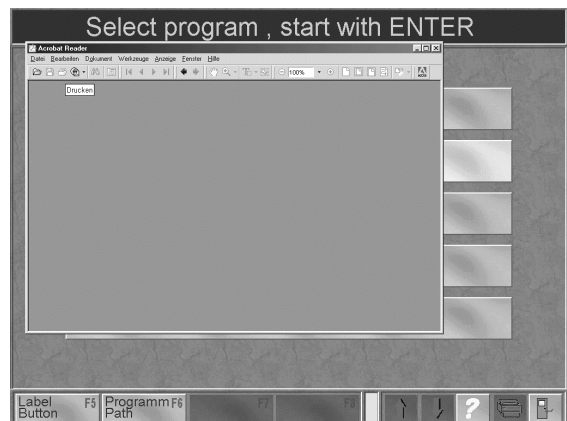 Select program , start with ENTER
Acrobat Reader
Datei Bearbeiten Dokument Werkzeuge Anzeige Fenster Hilfe
100%
Drucken
Label Button F5
Programm Path F6
F7
F8
?